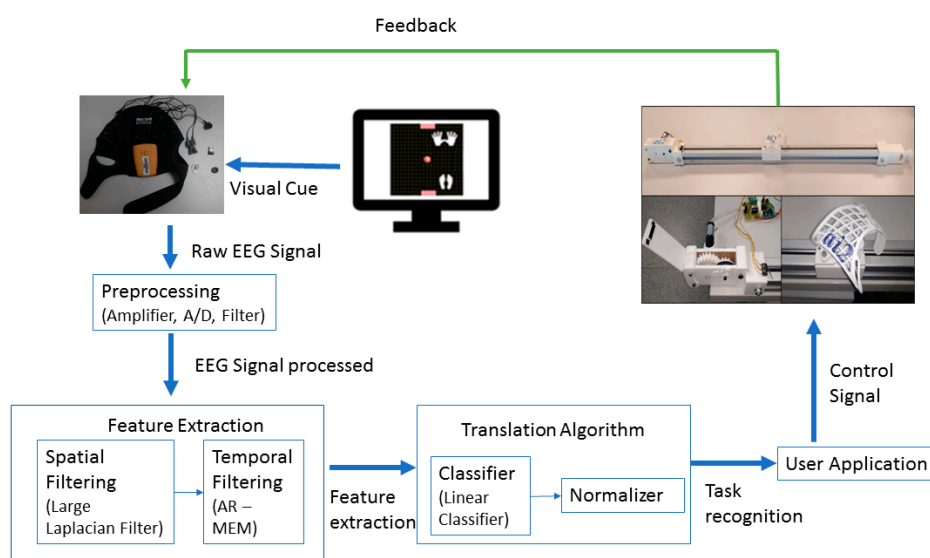 Feedback
Visual Cue
Raw EEG Signal
Preprocessing
(Amplifier, A/D, Filter)
EEG Signal processed
Feature Extraction
Spatial
Filtering
(Large
Laplacian Filter)
Temporal
Filtering
(AR –
MEM)
Feature
extraction
Translation Algorithm
Classifier
(Linear
Classifier)
Normalizer
Task
recognition
User Application
Control
Signal